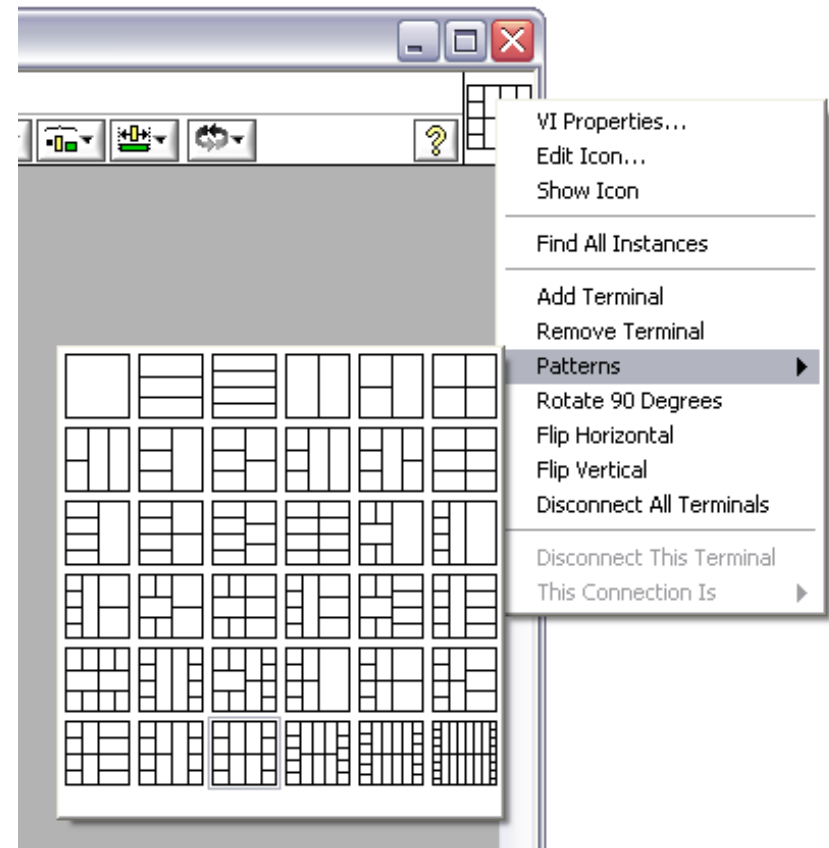 VI Properties...
Edit Icon...
Show Icon
Find All Instances
Add Terminal
Remove Terminal
Patterns
Rotate 90 Degrees
Flip Horizontal
Flip Vertical
Disconnect All Terminals
Disconnect This Terminal
This Connection Is